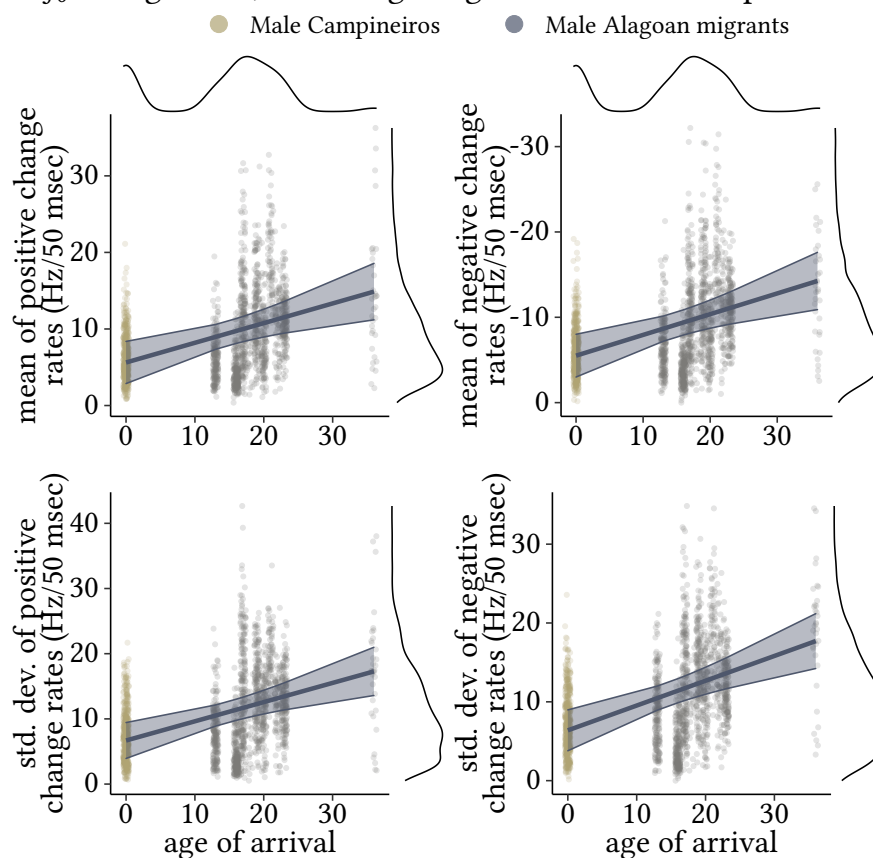 Male Campineiros
Male Alagoan migrants
mean of positive change
rates (Hz/50 msec)
30
20
10
0
0 10 20 30
mean of negative change
rates (Hz/50 msec)
-30
-20
-10
0
0 10 20 30
std. dev. of positive
change rates (Hz/50 msec)
40
30
20
10
0
0 10 20 30
age of arrival
std. dev. of negative
change rates (Hz/50 msec)
30
20
10
0
0 10 20 30
age of arrival